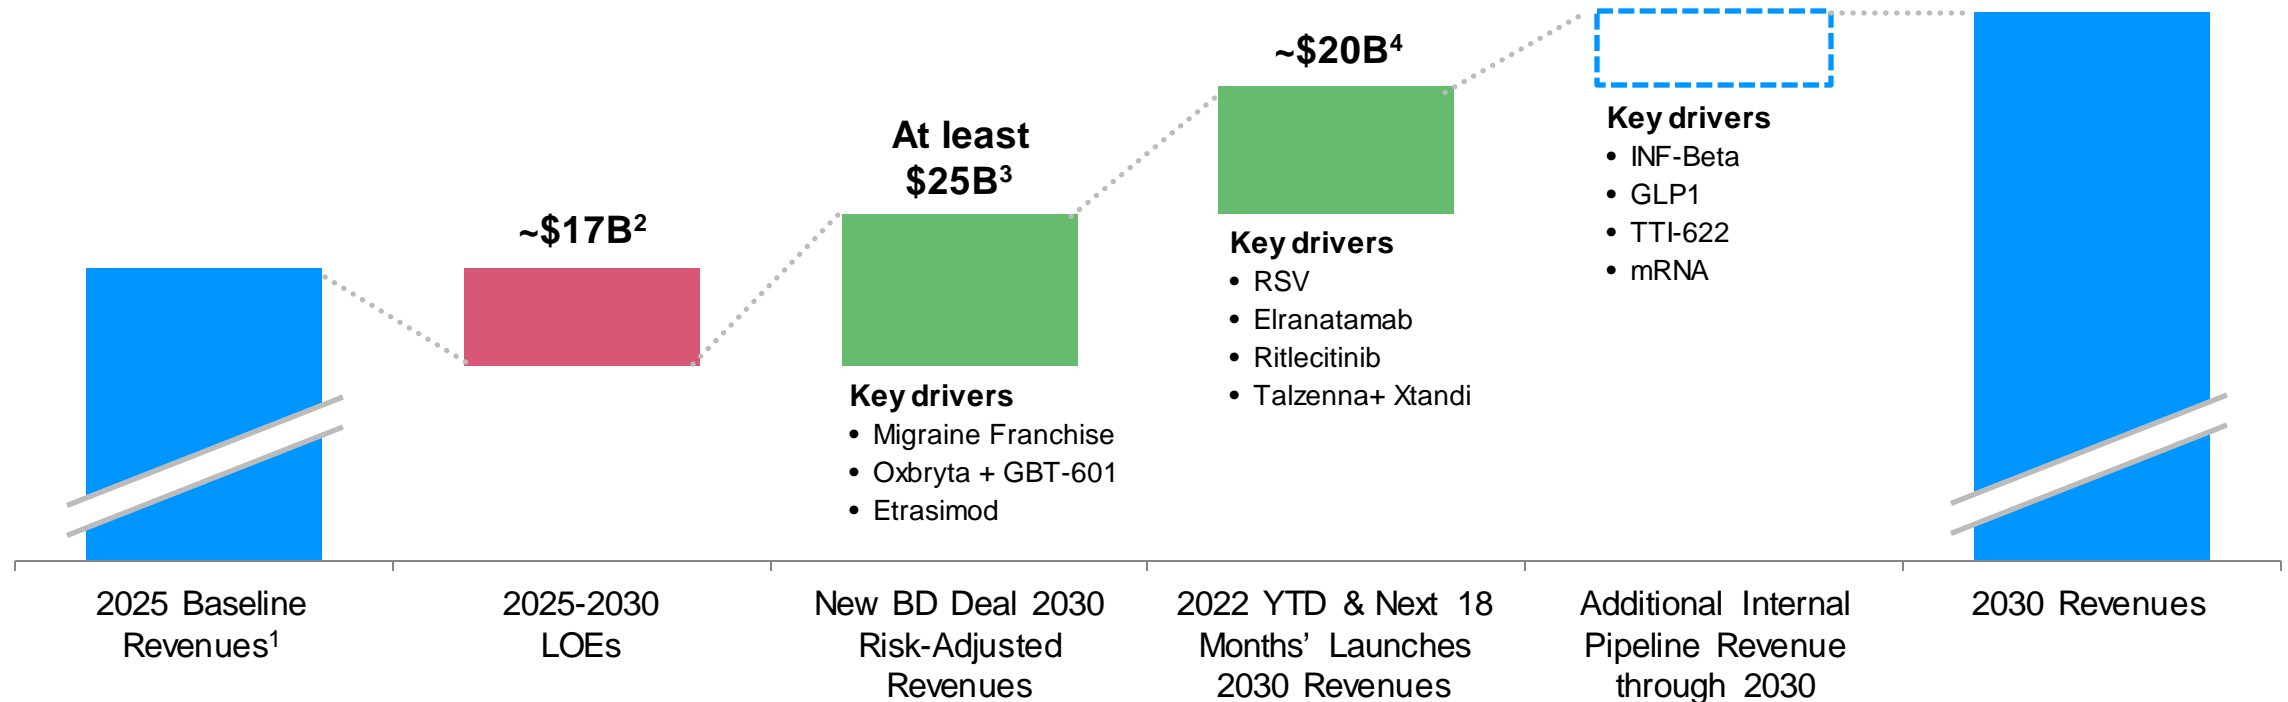 ~$17B²
At least
$25B³
Key drivers
• Migraine Franchise
• Oxbryta + GBT-601
• Etrasimod
~$20B⁴
Key drivers
• RSV
• Elranatamab
• Ritlecitinib
• Talzenna+ Xtandi
Key drivers
• INF-Beta
• GLP1
• TTI-622
• mRNA
2025 Baseline
Revenues¹
2025-2030
LOEs
New BD Deal 2030
Risk-Adjusted
Revenues
2022 YTD & Next 18
Months’ Launches
2030 Revenues
Additional Internal
Pipeline Revenue
through 2030
2030 Revenues